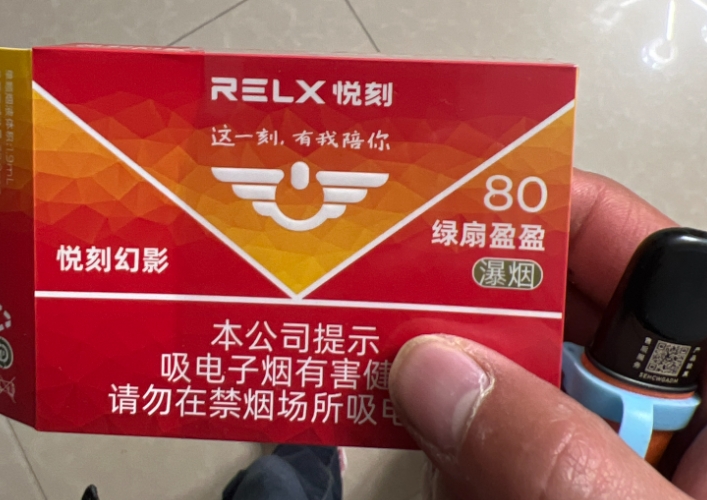 RELX 悦刻
这一刻,有我陪你
80
绿扇盈盈
瀑烟
悦刻幻影
本公司提示
吸电子烟有害健
请勿在禁烟场所吸电